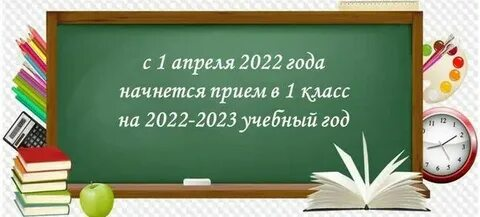 с 1 апреля 2022 года
начнется прием в 1 класс
на 2022-2023 учебный год